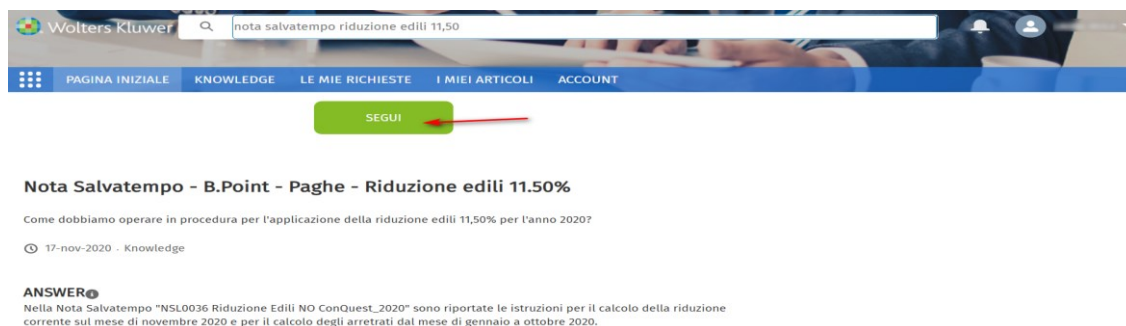 Wolters Kluwer
nota salvatempo riduzione edili 11,50
PAGINA INIZIALE KNOWLEDGE LE MIE RICHIESTE I MIEI ARTICOLI ACCOUNT
SEGUI
Nota Salvatempo - B.Point - Paghe - Riduzione edili 11.50%
Come dobbiamo operare in procedura per l'applicazione della riduzione edili 11,50% per l'anno 2020?
17-nov-2020 - Knowledge
ANSWER
Nella Nota Salvatempo "NSL0036 Riduzione Edili NO ConQuest_2020" sono riportate le istruzioni per il calcolo della riduzione
corrente sul mese di novembre 2020 e per il calcolo degli arretrati dal mese di gennaio a ottobre 2020.